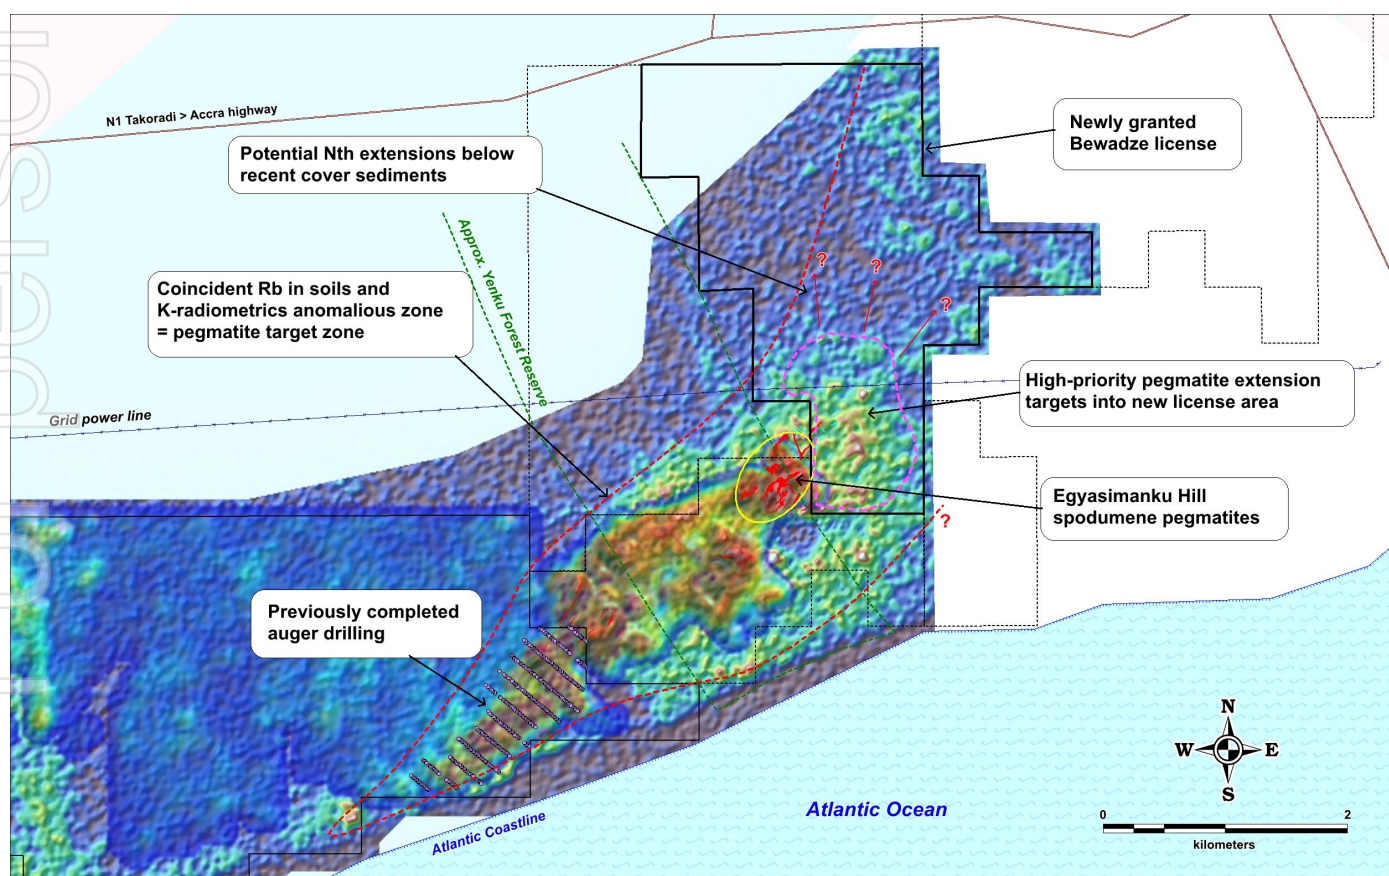 N1 Takoradi > Accra highway
Potential Nth extensions below
recent cover sediments
Newly granted
Bewadze license
Approx. Yenku Forest Reserve
?
?
?
Coincident Rb in soils and
K-radiometrics anomalious zone
= pegmatite target zone
Grid power line
High-priority pegmatite extension
targets into new license area
Egyasimanku Hill
spodumene pegmatites
?
Previously completed
auger drilling
Atlantic Ocean
Atlantic Coastline
N
W
E
S
0
2
kilometers